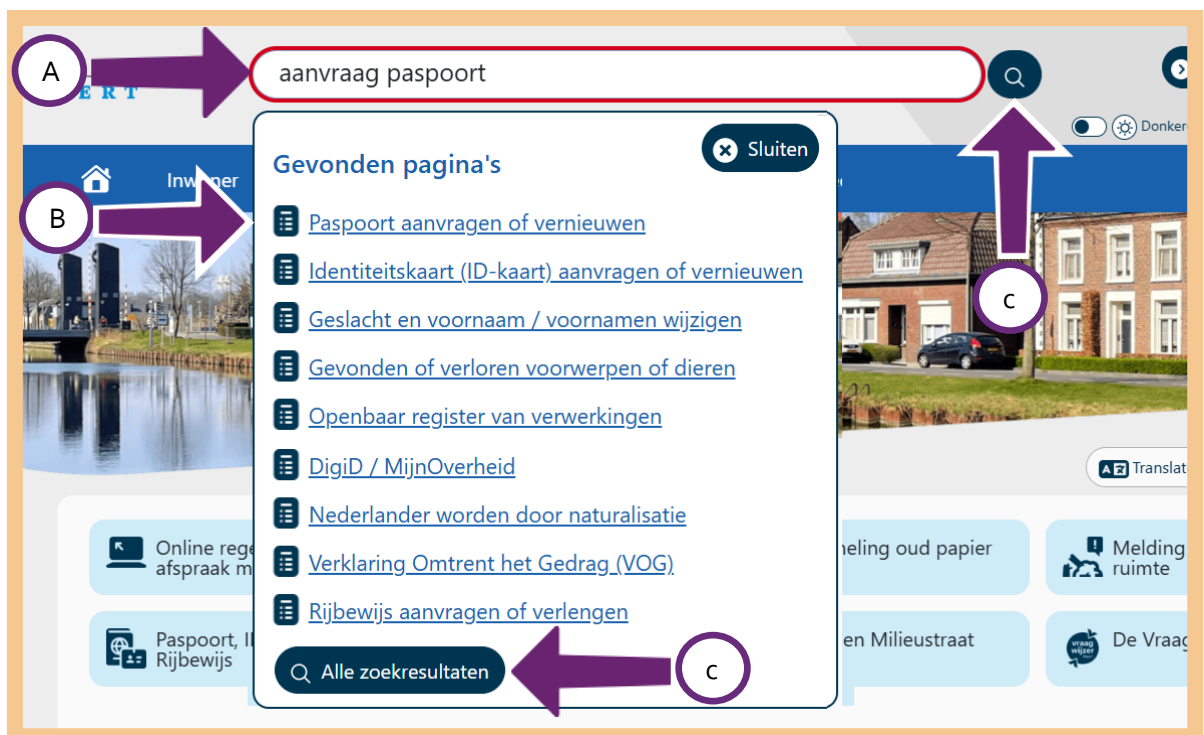 A
aanvraag paspoort
ERT
Donker
Sluiten
Gevonden pagina's
Inwoner
B
Paspoort aanvragen of vernieuwen
Identiteitskaart (ID-kaart) aanvragen of vernieuwen
Geslacht en voornaam / voornamen wijzigen
c
Gevonden of verloren voorwerpen of dieren
Openbaar register van verwerkingen
DigiD / MijnOverheid
Translat
Nederlander worden door naturalisatie
Online rege
afspraak m
neling oud papier
Melding
ruimte
Verklaring Omtrent het Gedrag (VOG)
Rijbewijs aanvragen of verlengen
Paspoort, I
Rijbewijs
en Milieustraat
vraag
wijzer
De Vraag
Alle zoekresultaten
c